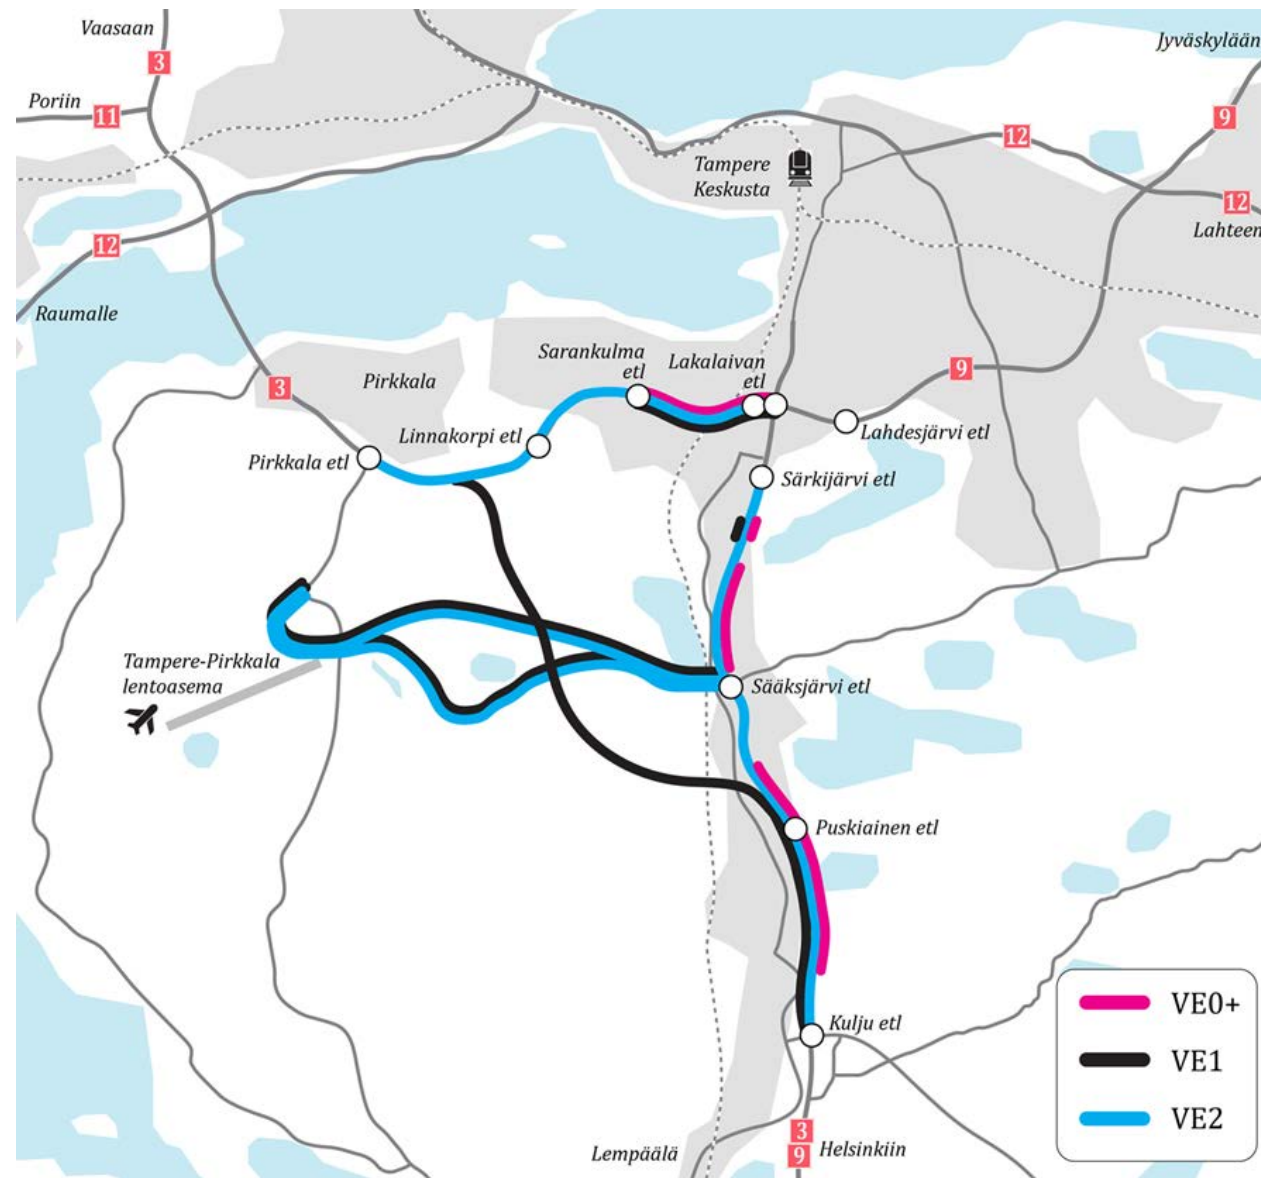 Vaasaan
3
Jyväskylään
Poriin
11
9
12
Tampere
Keskusta
12
Lahteen
12
Raumalle
Sarankulma
etl
Lakalaivan
etl
9
3
Pirkkala
Linnakorpi etl
Lahdesjärvi etl
Pirkkala etl
Särkijärvi etl
Tampere-Pirkkala
lentoasema
Sääksjärvi etl
Puskiainen etl
Kulju etl
VE0+
VE1
VE2
3
9
Helsinkiin
Lempäälä